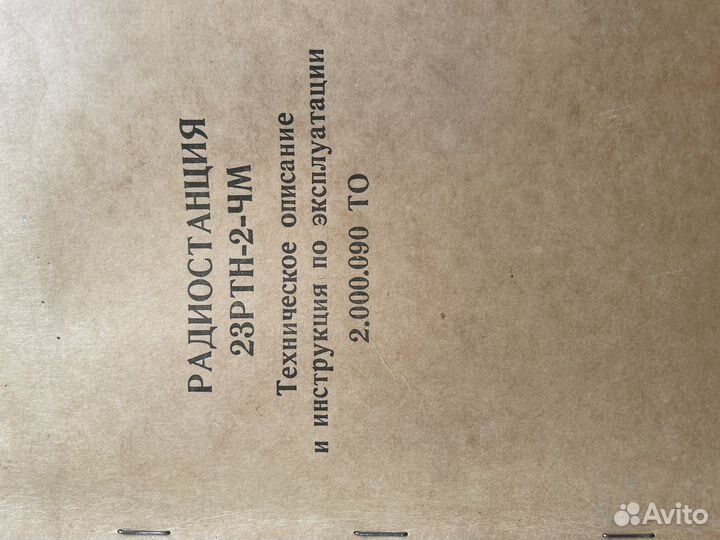 РАДИОСТАНЦИЯ
23РТН-2-ЧМ
Техническое описание
и инструкция по эксплуатации
2.000.090 ТО
Avito